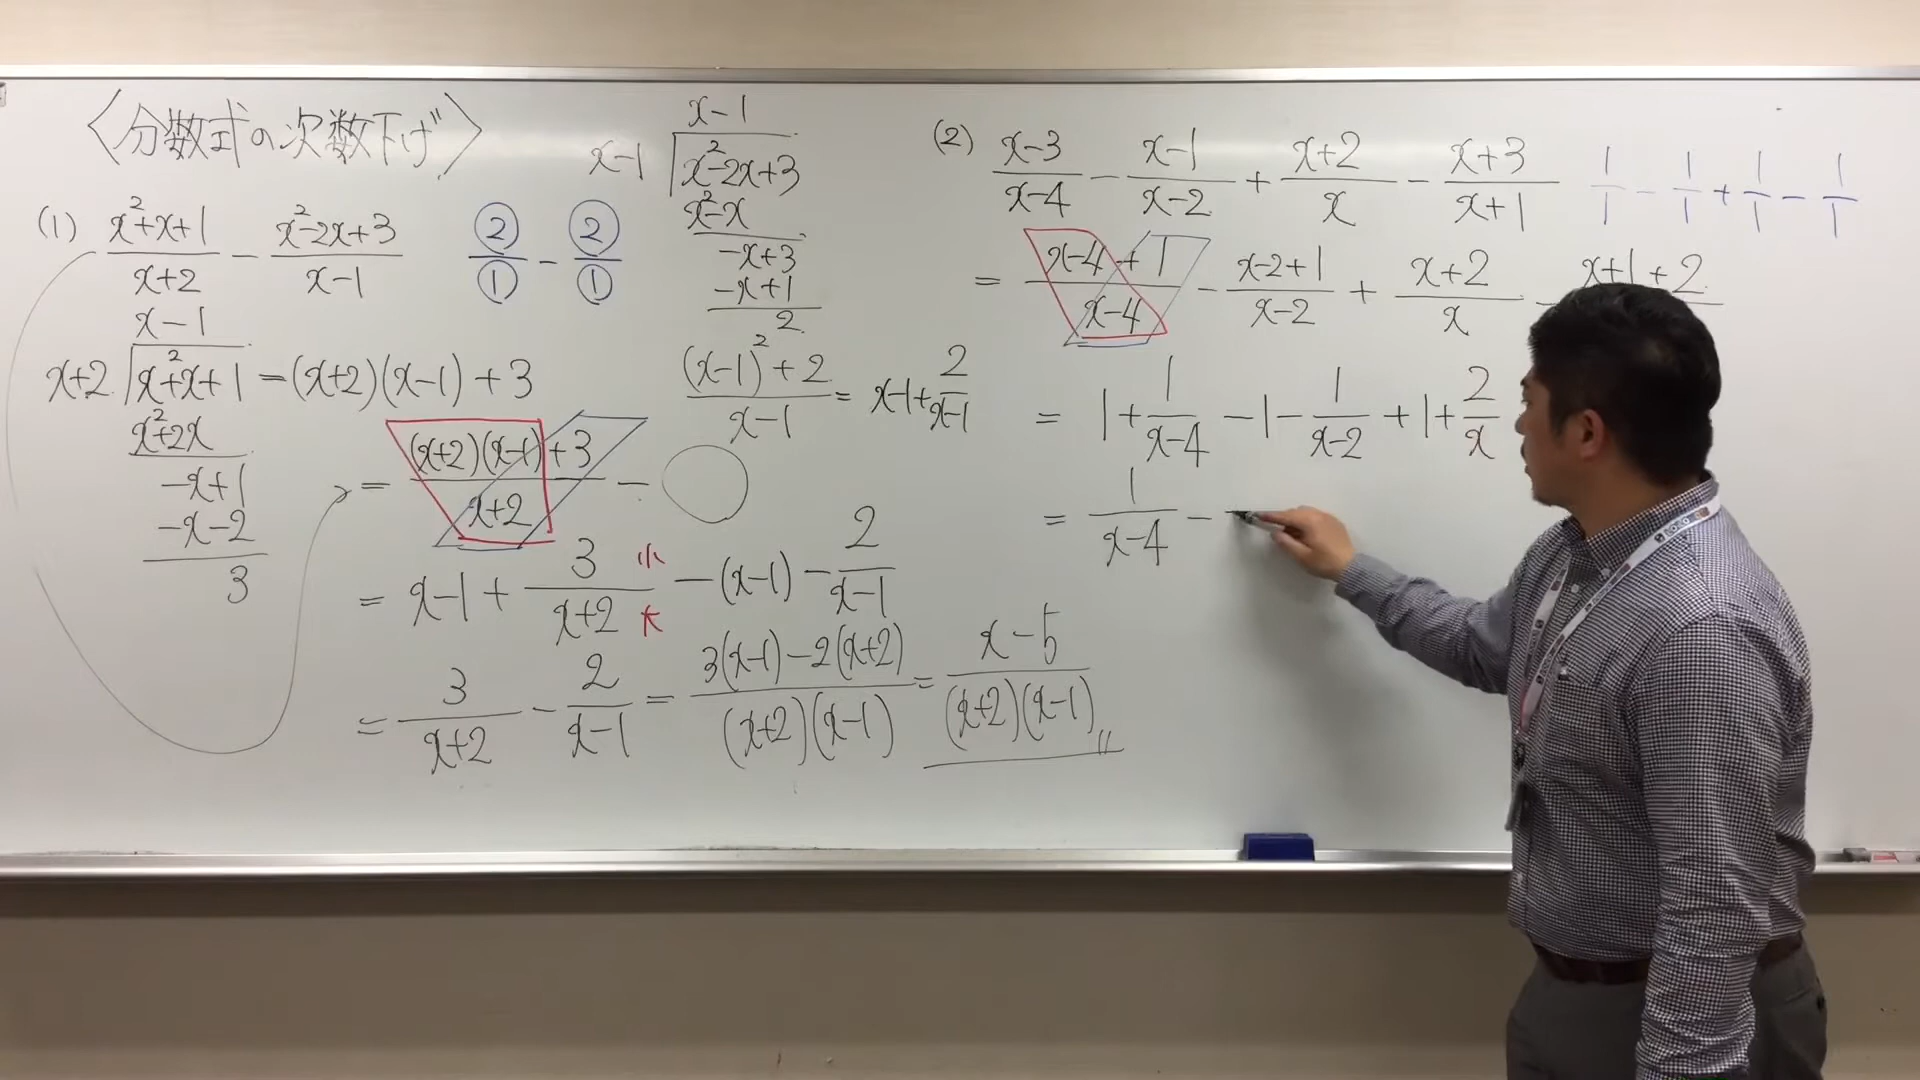 〈分数式の次数下げ〉
(1) (x²+x+1)/(x+2) - (x²-2x+3)/(x-1)
②/① - ②/①
x-1
x+2 ) x²+x+1 = (x+2)(x-1)+3
x²+2x
-x+1
-x-2
3
= ((x+2)(x-1)+3)/(x+2) - ○
= x-1 + 3/(x+2) - (x-1) - 2/(x-1)
小
大
= 3/(x+2) - 2/(x-1) = (3(x-1)-2(x+2))/((x+2)(x-1)) = (x-5)/((x+2)(x-1))
x-1
x-1 ) x²-2x+3
x²-x
-x+3
-x+1
2
((x-1)²+2)/(x-1) = x-1+2/(x-1)
(2) (x-3)/(x-4) - (x-1)/(x-2) + (x+2)/x - (x+3)/(x+1)
1/1 - 1/1 + 1/1 - 1/1
= (x-4+1)/(x-4) - (x-2+1)/(x-2) + (x+2)/x - x+1+2
= 1+1/(x-4) -1-1/(x-2) +1+2/x
= 1/(x-4) -